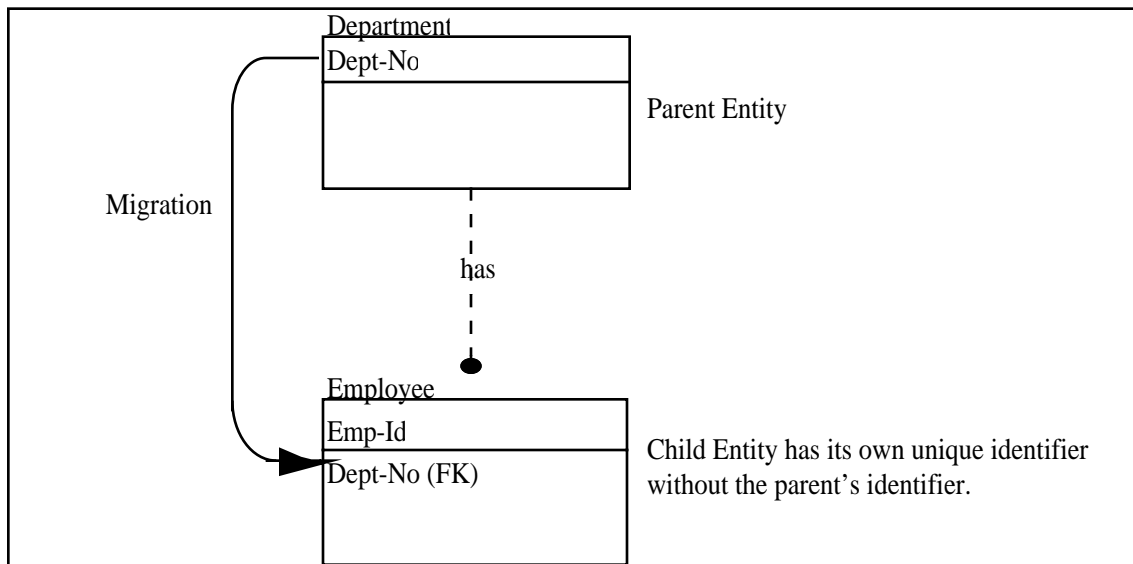 Department
Dept-No
Parent Entity
Migration
has
Employee
Emp-Id
Dept-No (FK)
Child Entity has its own unique identifier
without the parent’s identifier.